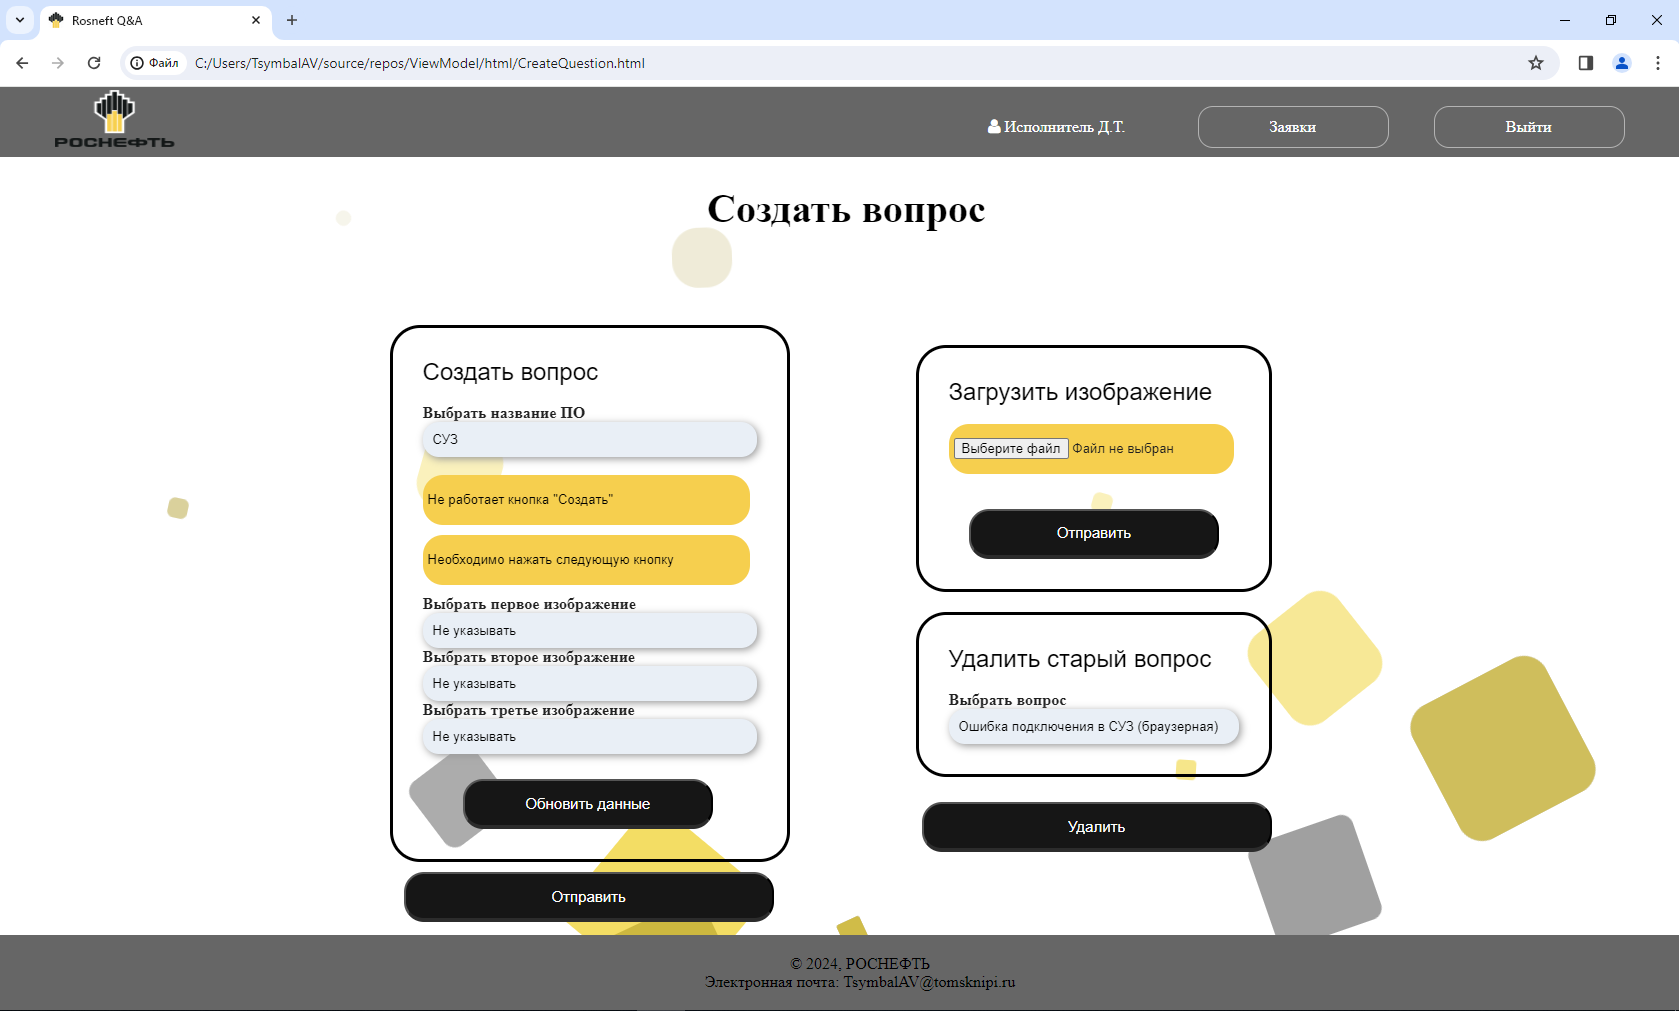 Rosneft Q&A
Файл
C:/Users/TsymbalAV/source/repos/ViewModel/html/CreateQuestion.html
РОСНЕФТЬ
Исполнитель Д.Т.
Заявки
Выйти
Создать вопрос
Создать вопрос
Выбрать название ПО
СУЗ
Не работает кнопка "Создать"
Необходимо нажать следующую кнопку
Выбрать первое изображение
Не указывать
Выбрать второе изображение
Не указывать
Выбрать третье изображение
Не указывать
Обновить данные
Отправить
Загрузить изображение
Выберите файл Файл не выбран
Отправить
Удалить старый вопрос
Выбрать вопрос
Ошибка подключения в СУЗ (браузерная)
Удалить
© 2024, РОСНЕФТЬ
Электронная почта: TsymbalAV@tomsknipi.ru